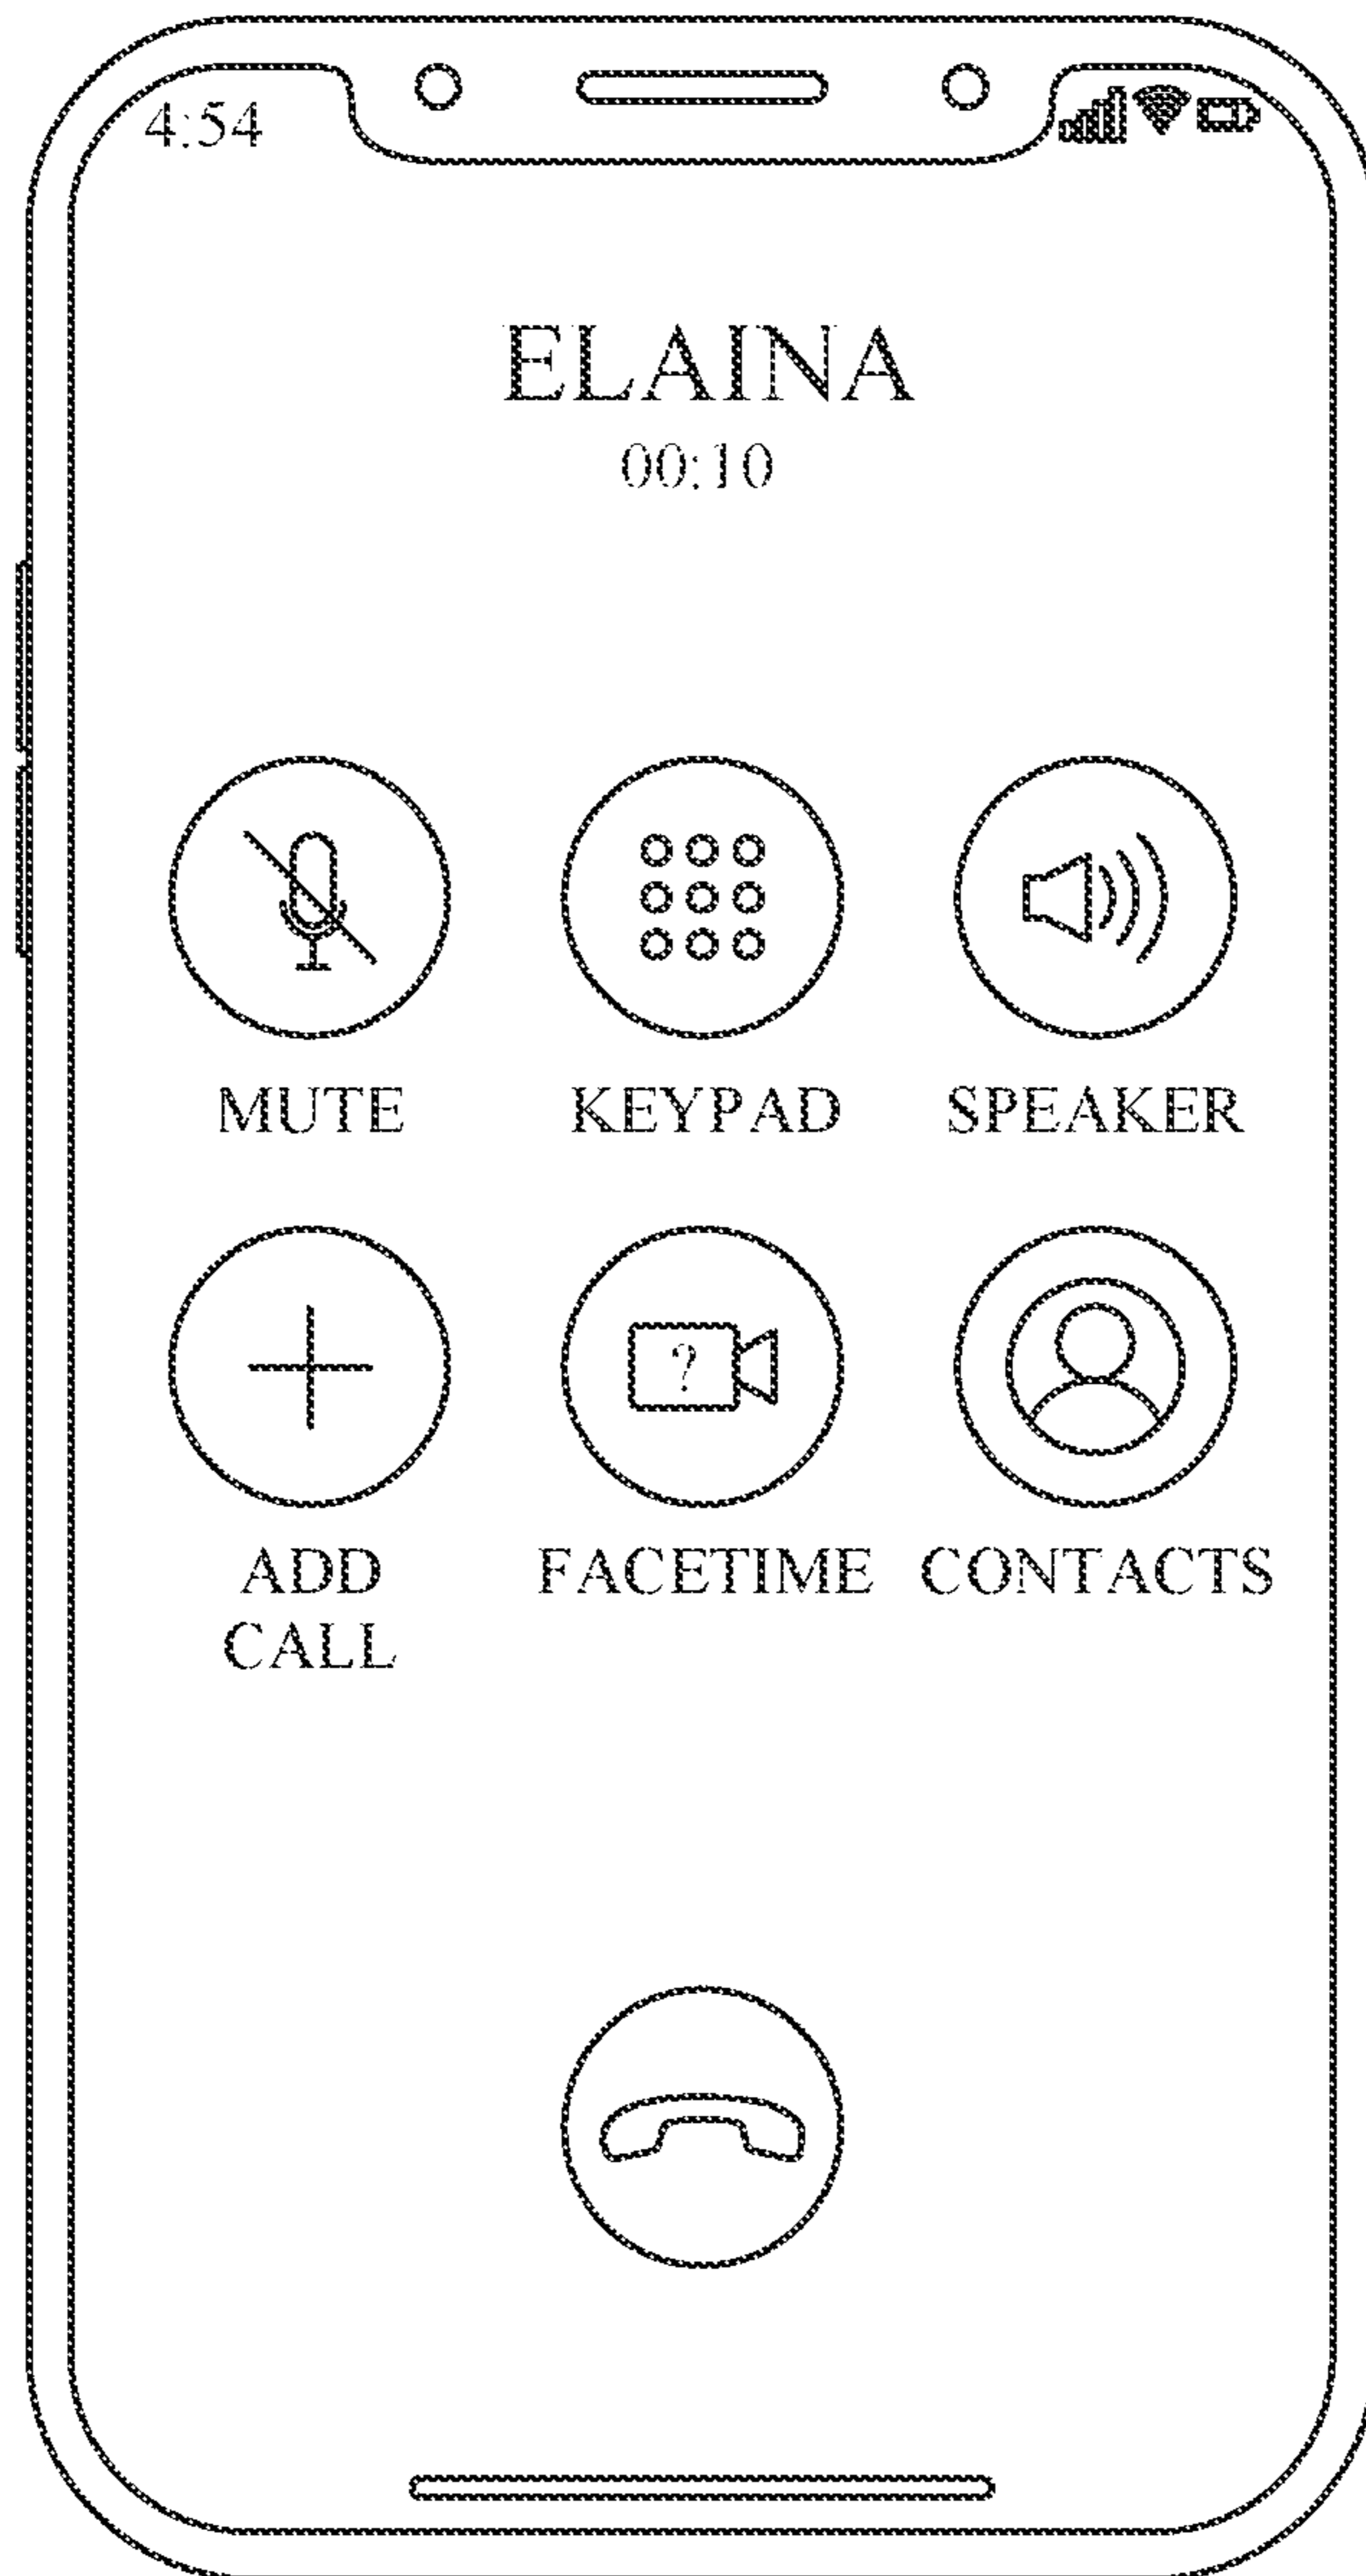 4:54
ELAINA
00:10
MUTE KEYPAD SPEAKER
?
ADD FACETIME CONTACTS
CALL